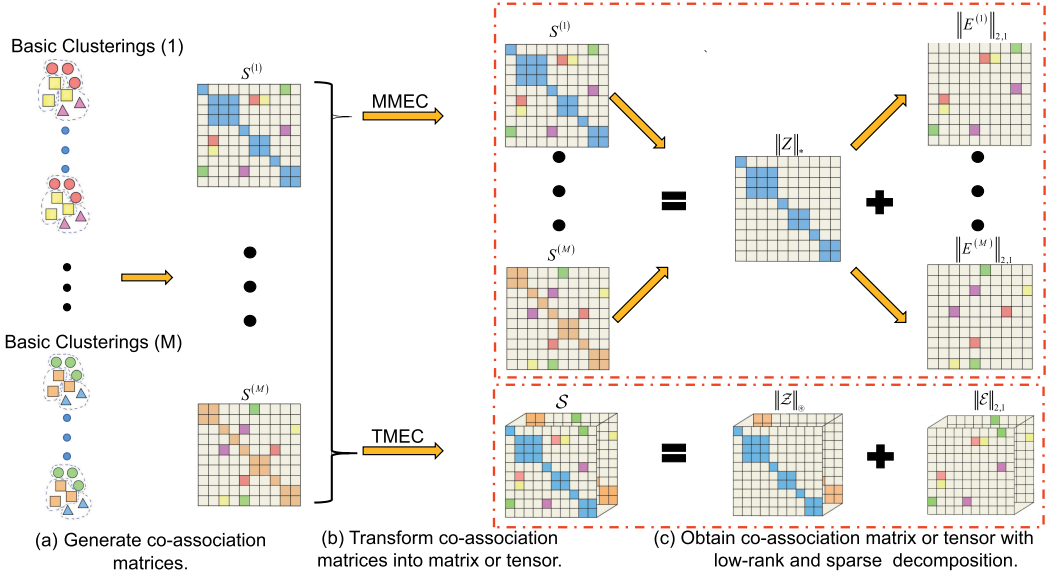 Basic Clusterings (1)
Basic Clusterings (M)
(a) Generate co-association
matrices.
S^{(1)}
S^{(M)}
MMEC
TMEC
(b) Transform co-association
matrices into matrix or tensor.
S^{(1)}
S^{(M)}
=
‖Z‖_*
+
‖E^{(1)}‖_{2,1}
‖E^{(M)}‖_{2,1}
𝒮
=
‖𝒵‖_⊛
+
‖ℰ‖_{2,1}
(c) Obtain co-association matrix or tensor with
low-rank and sparse decomposition.